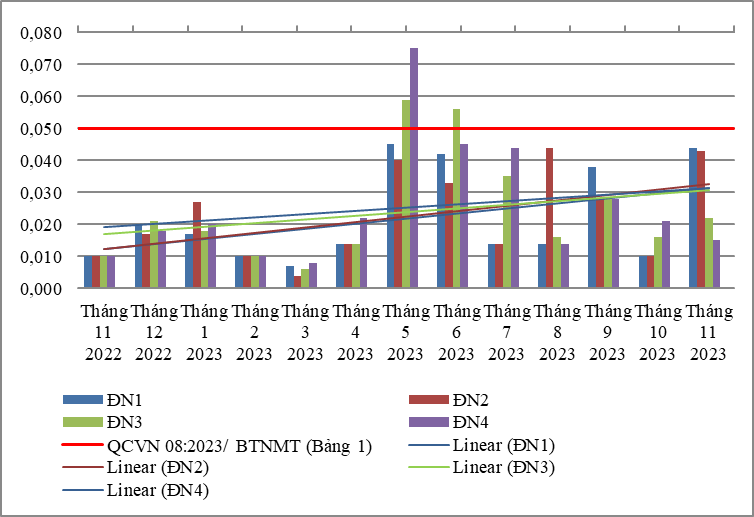 0,080
0,070
0,060
0,050
0,040
0,030
0,020
0,010
0,000
Tháng 11 2022
Tháng 12 2022
Tháng 1 2023
Tháng 2 2023
Tháng 3 2023
Tháng 4 2023
Tháng 5 2023
Tháng 6 2023
Tháng 7 2023
Tháng 8 2023
Tháng 9 2023
Tháng 10 2023
Tháng 11 2023
ĐN1
ĐN2
ĐN3
ĐN4
QCVN 08:2023/ BTNMT (Bảng 1)
Linear (ĐN1)
Linear (ĐN2)
Linear (ĐN3)
Linear (ĐN4)